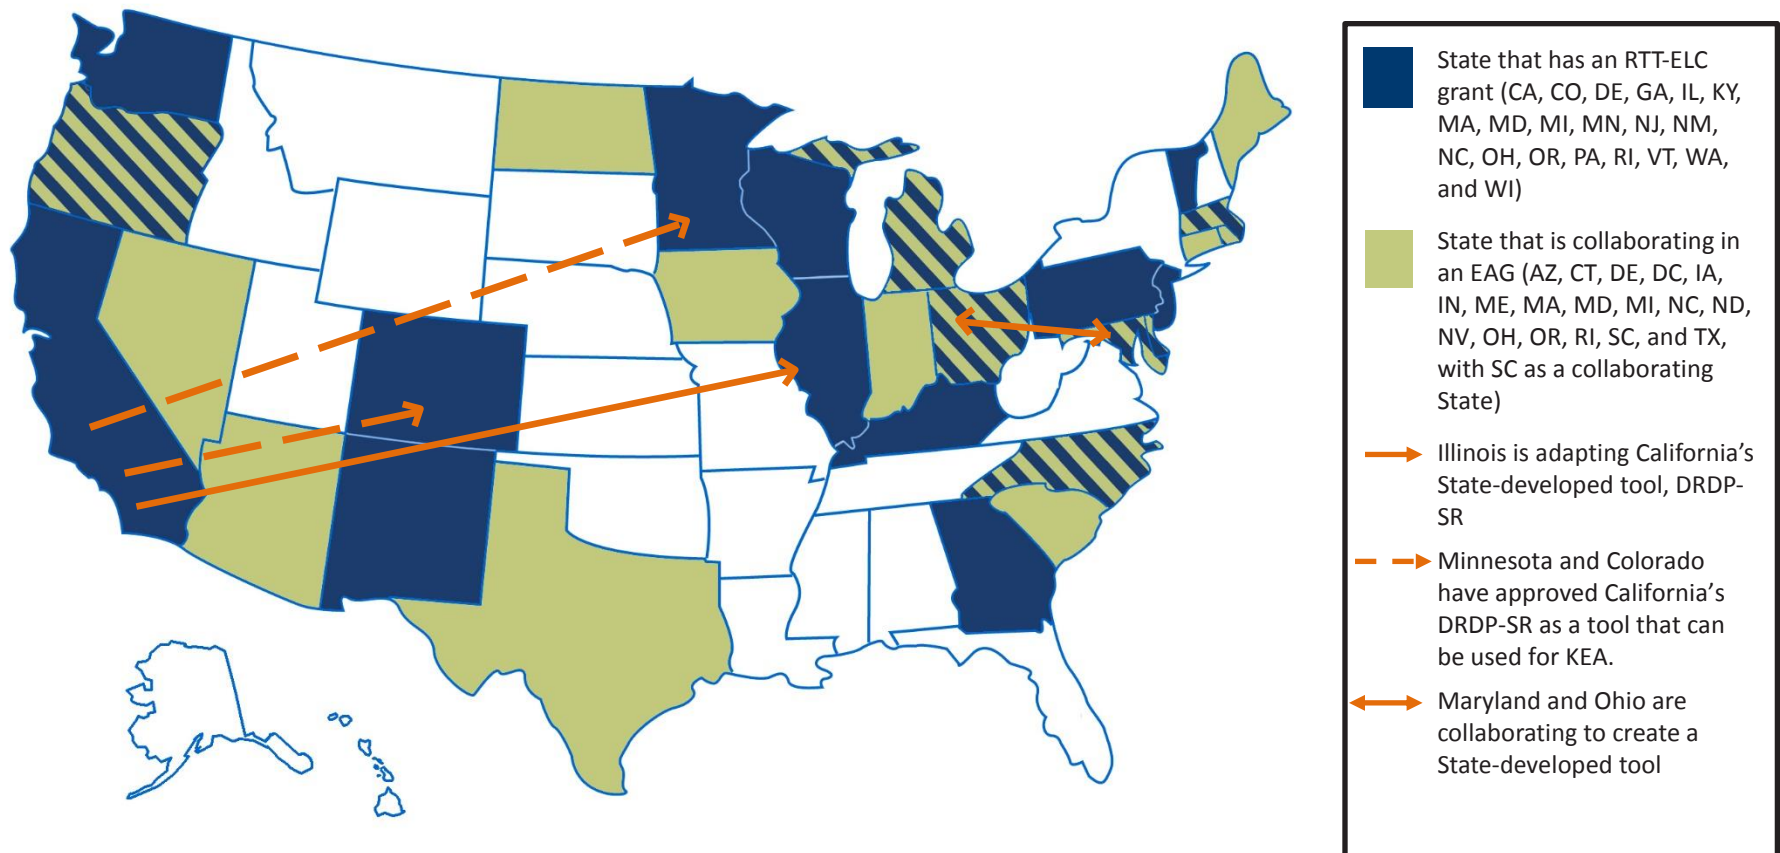 State that has an RTT-ELC
grant (CA, CO, DE, GA, IL, KY,
MA, MD, MI, MN, NJ, NM,
NC, OH, OR, PA, RI, VT, WA,
and WI)
State that is collaborating in
an EAG (AZ, CT, DE, DC, IA,
IN, ME, MA, MD, MI, NC, ND,
NV, OH, OR, RI, SC, and TX,
with SC as a collaborating
State)
Illinois is adapting California’s
State-developed tool, DRDP-
SR
Minnesota and Colorado
have approved California’s
DRDP-SR as a tool that can
be used for KEA.
Maryland and Ohio are
collaborating to create a
State-developed tool